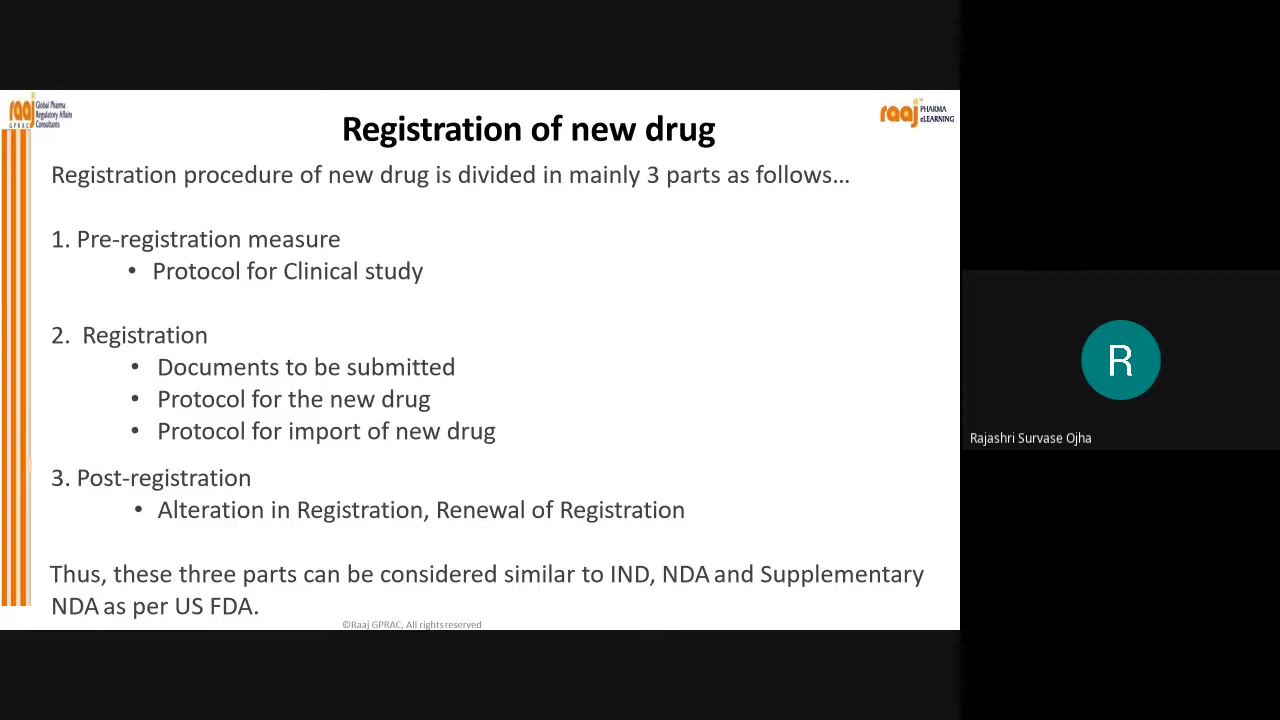 raaj
GPRAC
Global Pharma
Regulatory Affairs
Consultants
raaj™
PHARMA
eLEARNING
Registration of new drug
Registration procedure of new drug is divided in mainly 3 parts as follows…
1. Pre-registration measure
• Protocol for Clinical study
2. Registration
• Documents to be submitted
• Protocol for the new drug
• Protocol for import of new drug
3. Post-registration
• Alteration in Registration, Renewal of Registration
Thus, these three parts can be considered similar to IND, NDA and Supplementary
NDA as per US FDA.
©Raaj GPRAC, All rights reserved
R
Rajashri Survase Ojha